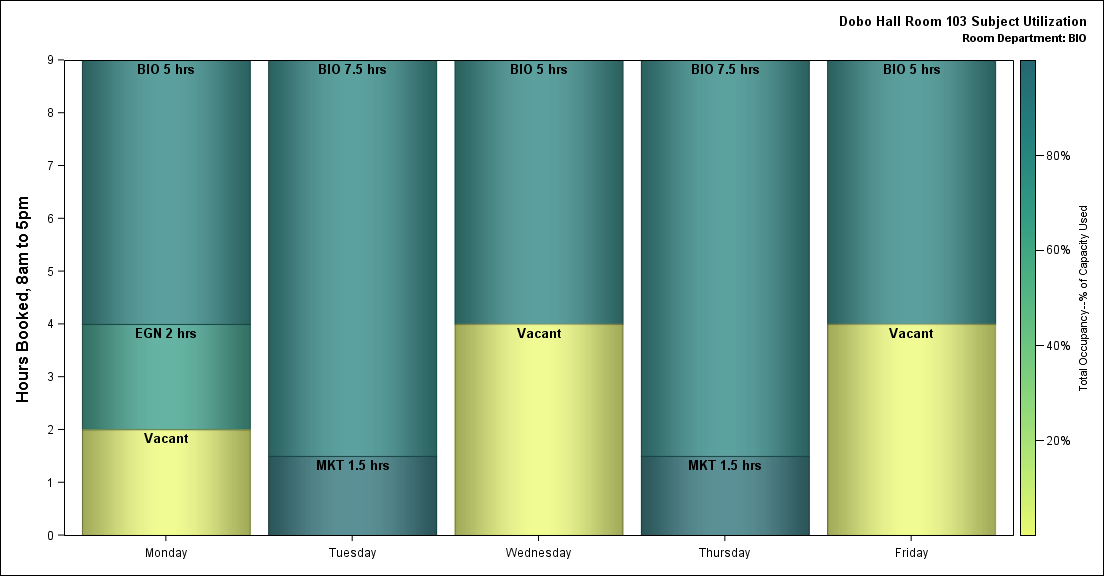 Dobo Hall Room 103 Subject Utilization
Room Department: BIO
Hours Booked, 8am to 5pm
9
8
7
6
5
4
3
2
1
0
BIO 5 hrs
EGN 2 hrs
Vacant
BIO 7.5 hrs
MKT 1.5 hrs
BIO 5 hrs
Vacant
BIO 7.5 hrs
MKT 1.5 hrs
BIO 5 hrs
Vacant
Monday
Tuesday
Wednesday
Thursday
Friday
80%
60%
40%
20%
Total Occupancy--% of Capacity Used